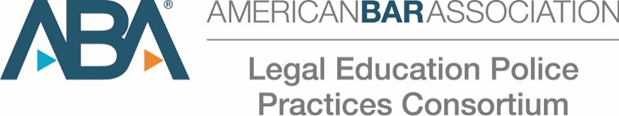 ABA®
AMERICANBARASSOCIATION
Legal Education Police
Practices Consortium